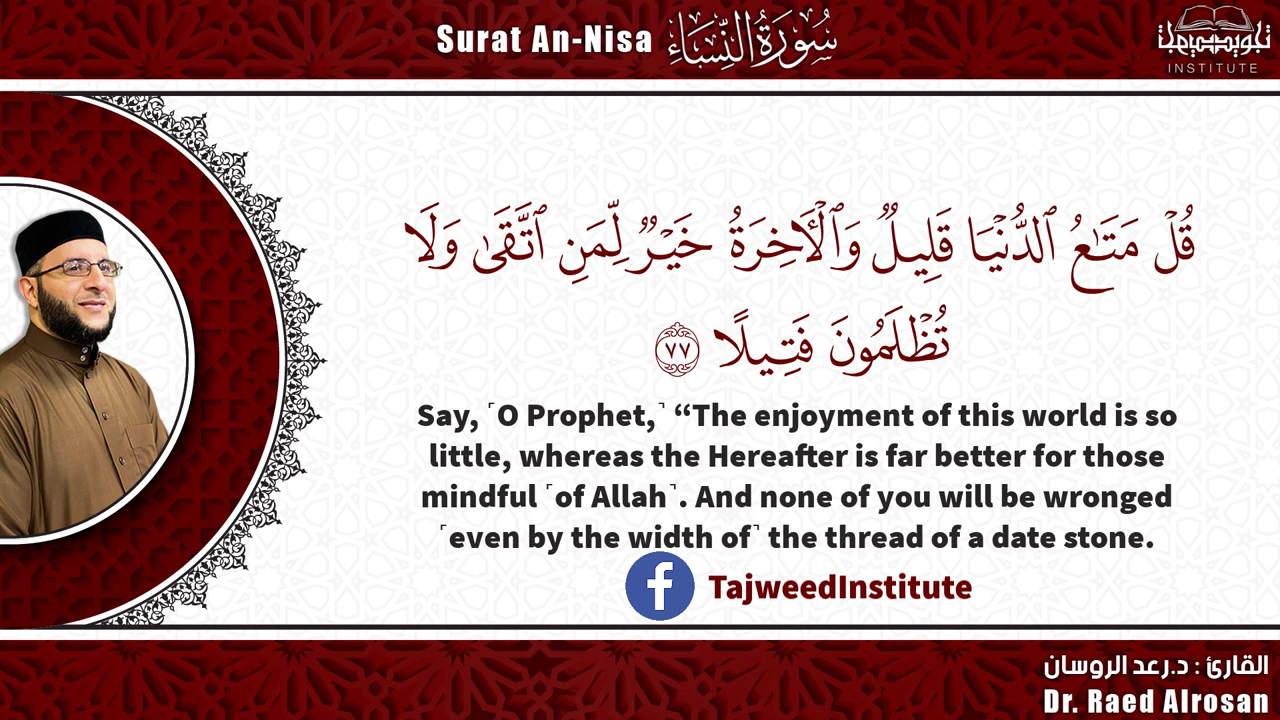 Surat An-Nisa سُورَةُ النِّسَاءِ
تجويد
INSTITUTE
قُلۡ مَتَٰعُ ٱلدُّنۡيَا قَلِيلٞ وَٱلۡأٓخِرَةُ خَيۡرٞ لِّمَنِ ٱتَّقَىٰ وَلَا
تُظۡلَمُونَ فَتِيلًا ٧٧
Say, ˹O Prophet,˺ “The enjoyment of this world is so
little, whereas the Hereafter is far better for those
mindful ˹of Allah˺. And none of you will be wronged
˹even by the width of˺ the thread of a date stone.
f TajweedInstitute
القارئ : د.رعد الروسان
Dr. Raed Alrosan